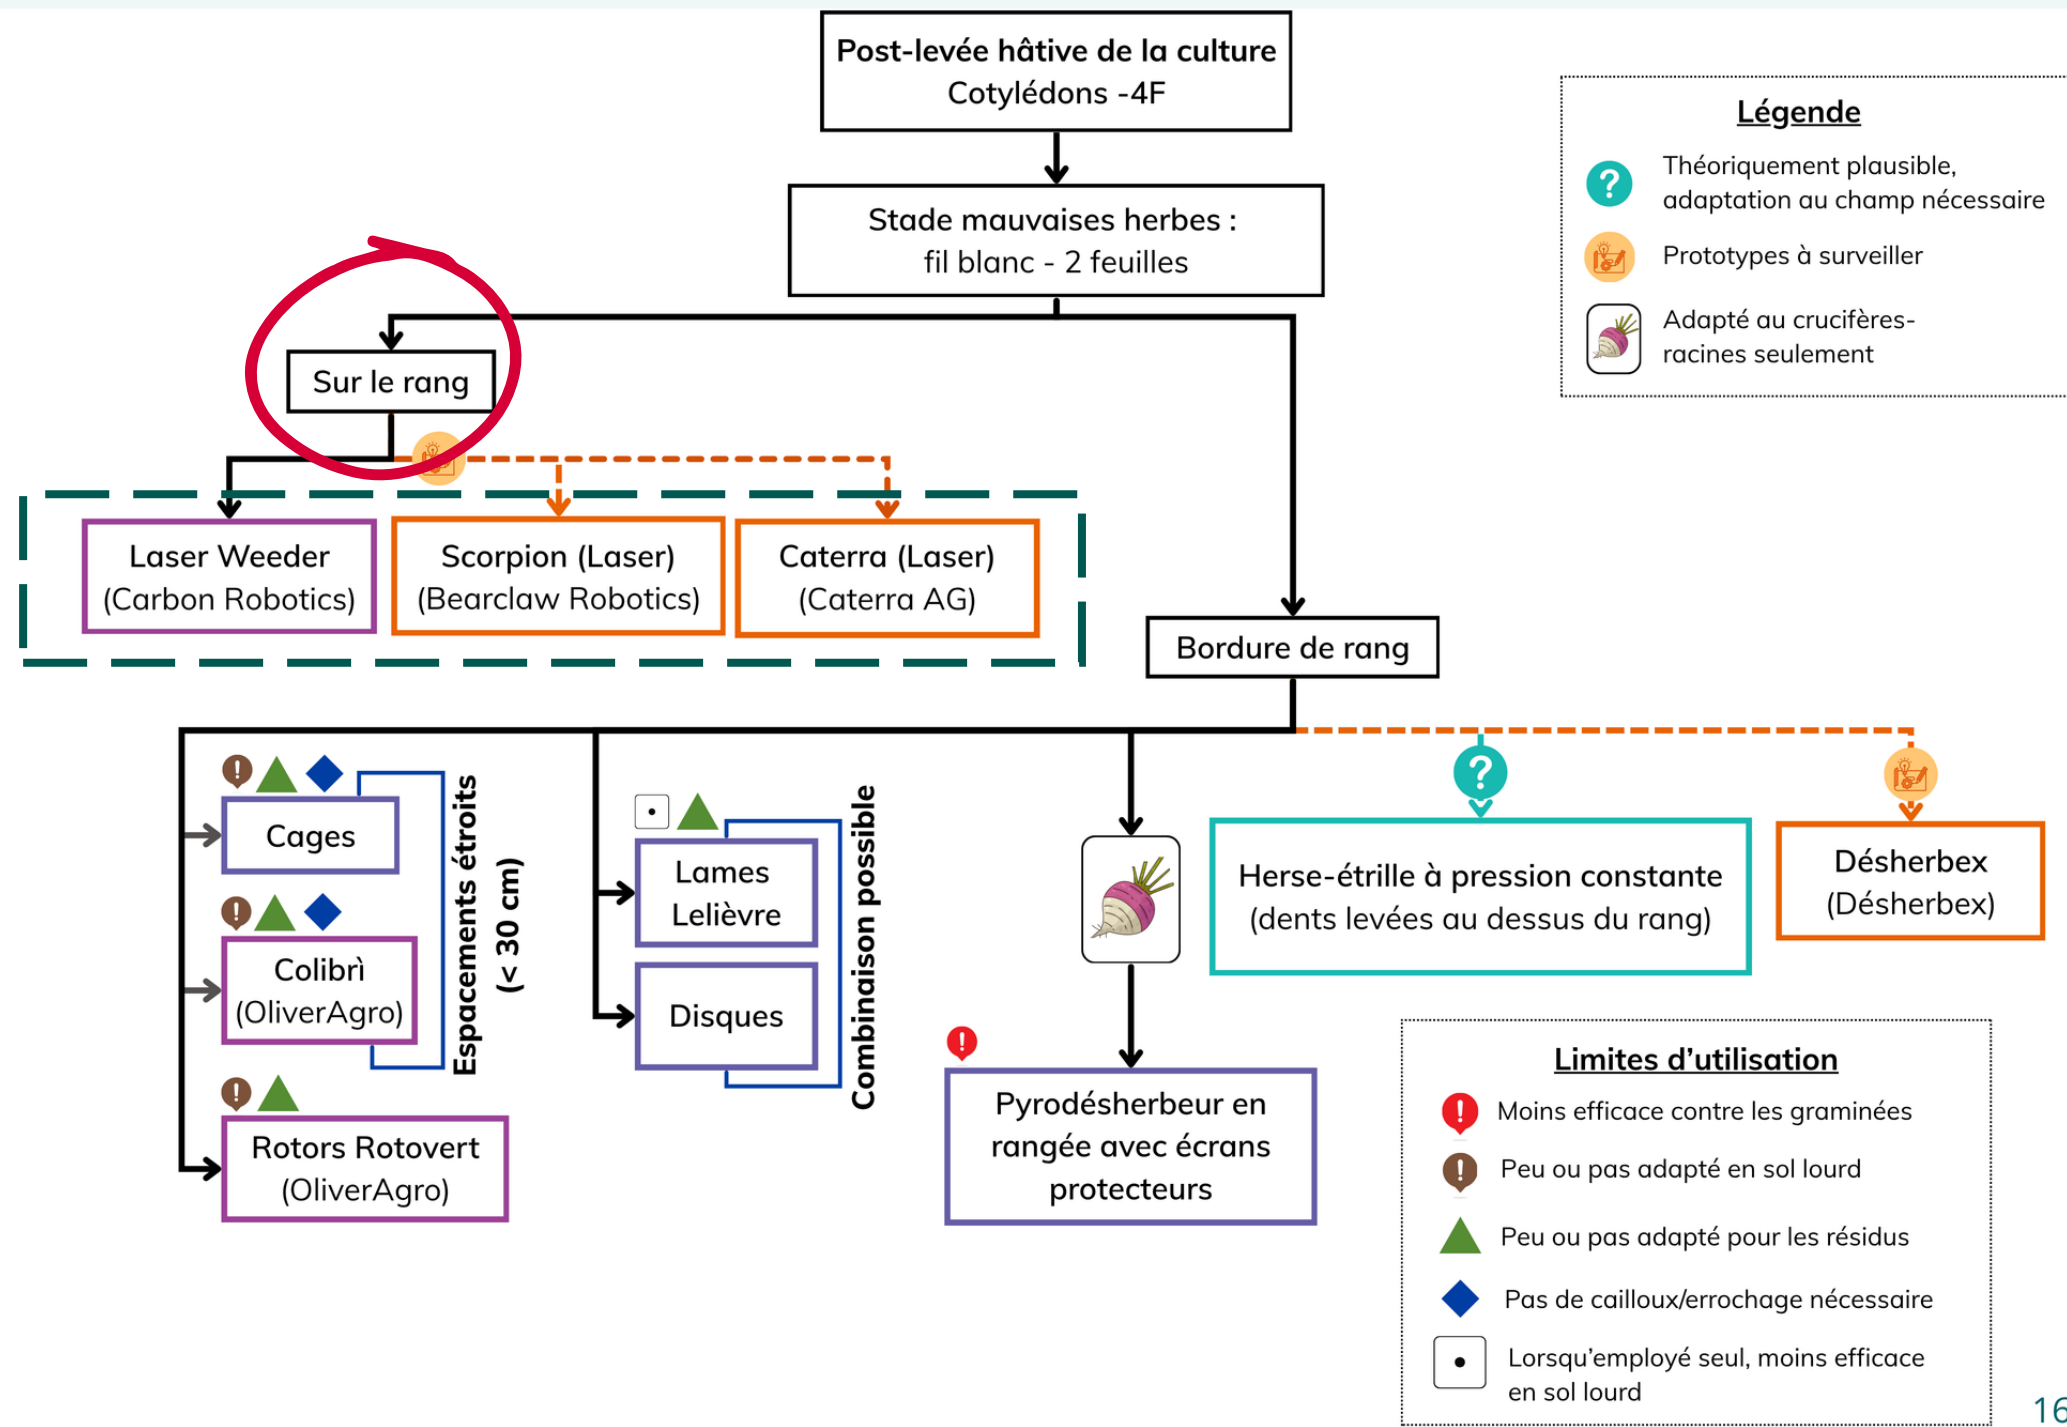 Post-levée hâtive de la culture
Cotylédons -4F
Légende
Théoriquement plausible,
adaptation au champ nécessaire
Prototypes à surveiller
Adapté au crucifères-
racines seulement
Stade mauvaises herbes :
fil blanc - 2 feuilles
Sur le rang
Laser Weeder
(Carbon Robotics)
Scorpion (Laser)
(Bearclaw Robotics)
Caterra (Laser)
(Caterra AG)
Bordure de rang
Cages
Colibrì
(OliverAgro)
Espacements étroits
(< 30 cm)
Rotors Rotovert
(OliverAgro)
Lames
Lelièvre
Disques
Combinaison possible
Pyrodésherbeur en
rangée avec écrans
protecteurs
?
Herse-étrille à pression constante
(dents levées au dessus du rang)
Désherbex
(Désherbex)
Limites d'utilisation
Moins efficace contre les graminées
Peu ou pas adapté en sol lourd
Peu ou pas adapté pour les résidus
Pas de cailloux/errochage nécessaire
Lorsqu'employé seul, moins efficace
en sol lourd
16